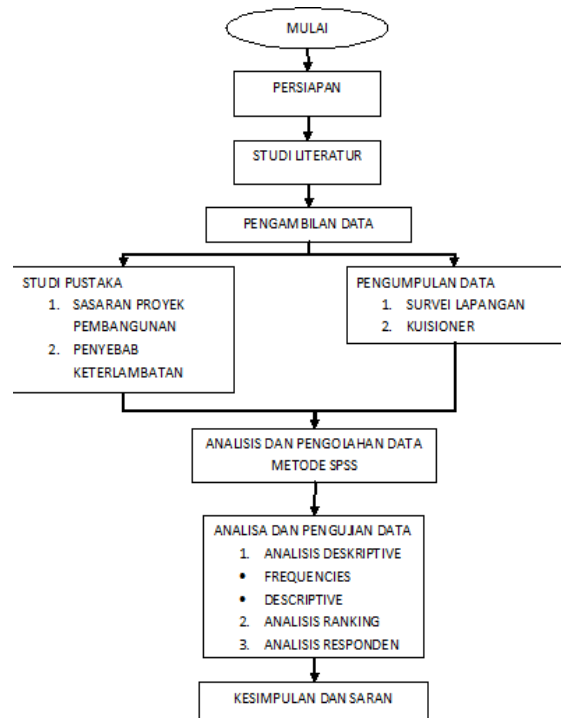 MULAI
PERSIAPAN
STUDI LITERATUR
PENGAMBILAN DATA
STUDI PUSTAKA
1. SASARAN PROYEK
PEMBANGUNAN
2. PENYEBAB
KETERLAMBATAN
PENGUMPULAN DATA
1. SURVEI LAPANGAN
2. KUISIONER
ANALISIS DAN PENGOLAHAN DATA
METODE SPSS
ANALISA DAN PENGUJIAN DATA
1. ANALISIS DESKRIPTIVE
• FREQUENCIES
• DESCRIPTIVE
2. ANALISIS RANKING
3. ANALISIS RESPONDEN
KESIMPULAN DAN SARAN